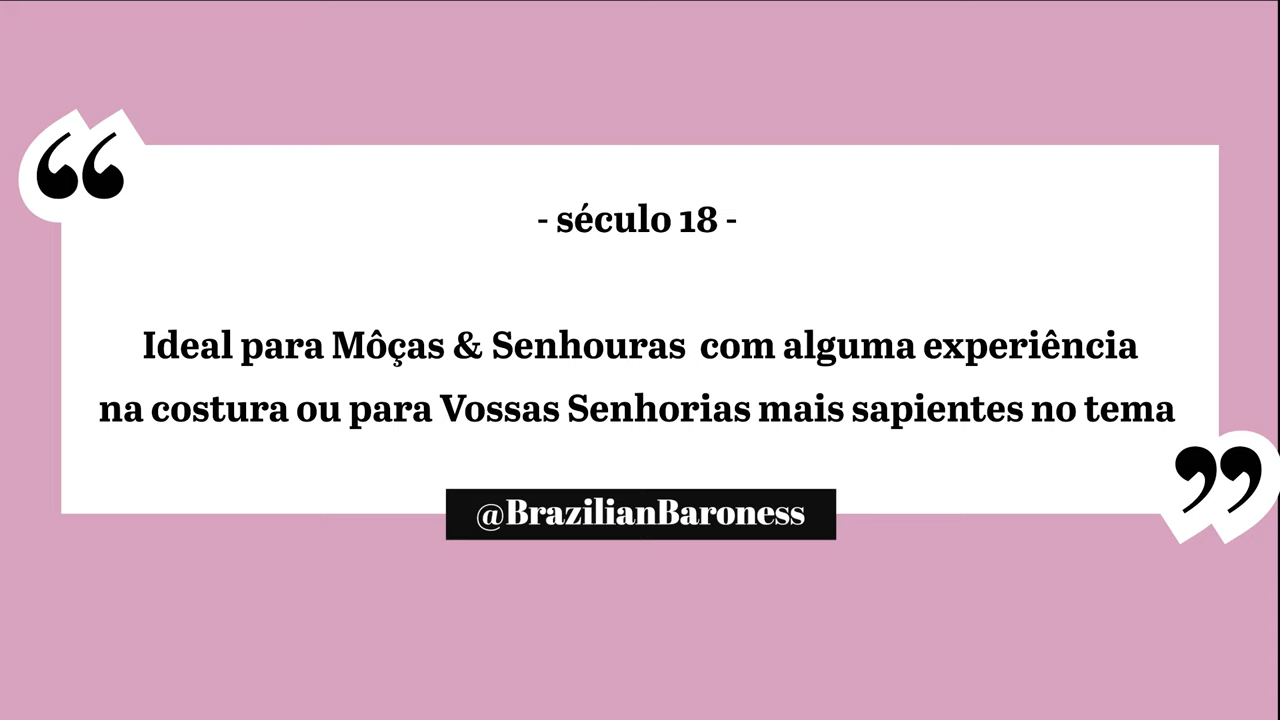 “
- século 18 -
Ideal para Môças & Senhouras com alguma experiência
na costura ou para Vossas Senhorias mais sapientes no tema
”
@BrazilianBaroness